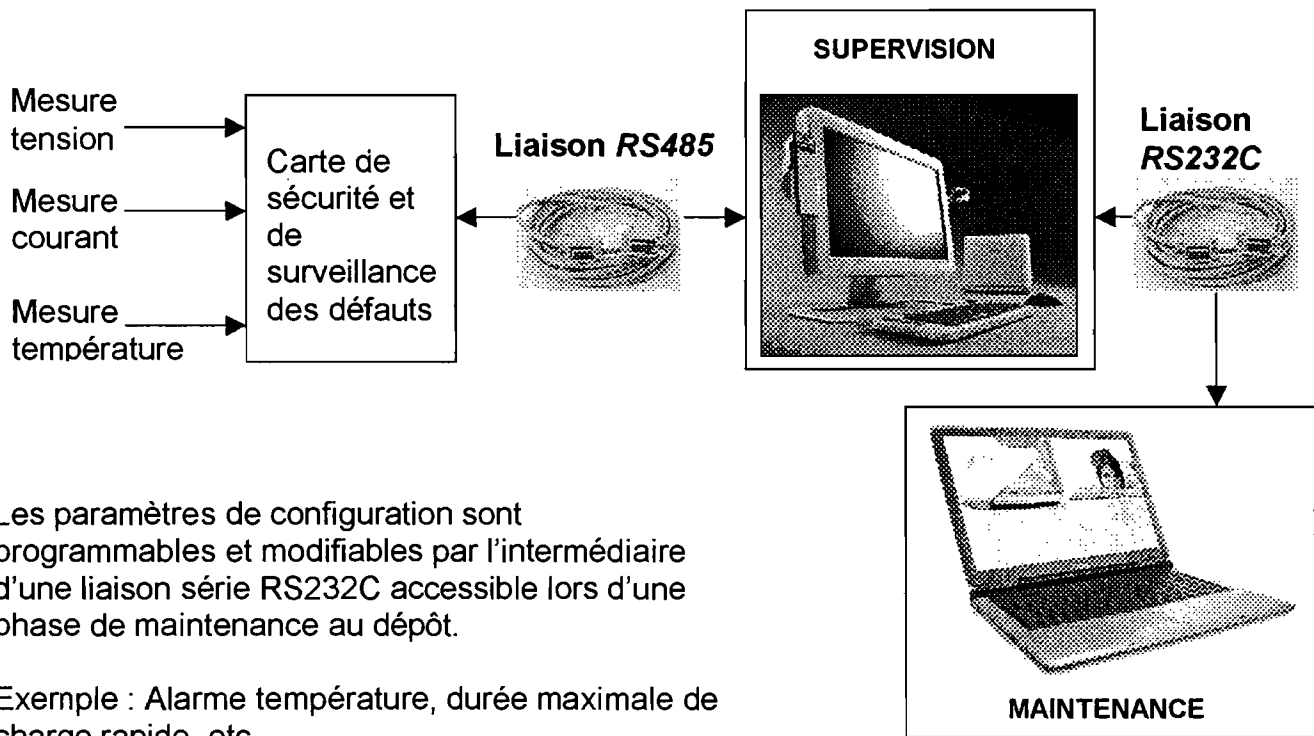 SUPERVISION
Mesure
tension
Mesure
courant
Mesure
température
Carte de
sécurité et
de
surveillance
des défauts
Liaison RS485
Liaison
RS232C
Les paramètres de configuration sont
programmables et modifiables par l'intermédiaire
d'une liaison série RS232C accessible lors d'une
phase de maintenance au dépôt.
Exemple : Alarme température, durée maximale de
charge rapide, etc
MAINTENANCE